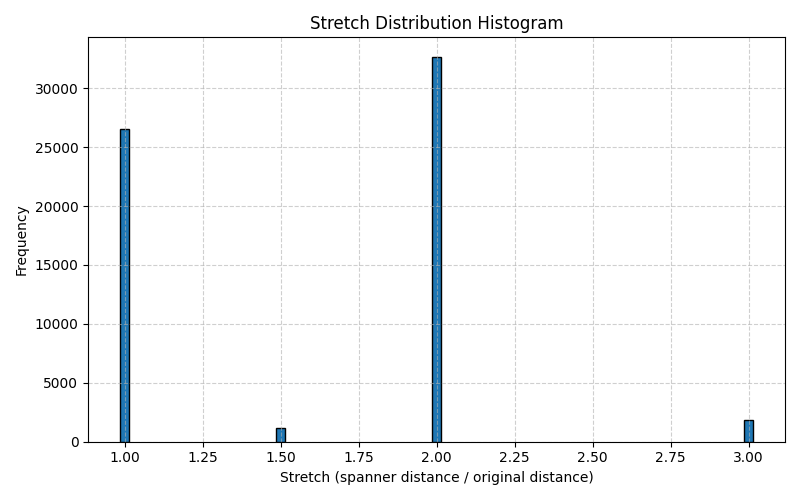 Stretch Distribution Histogram
30000
25000
20000
15000
10000
5000
0
Frequency
1.00 1.25 1.50 1.75 2.00 2.25 2.50 2.75 3.00
Stretch (spanner distance / original distance)